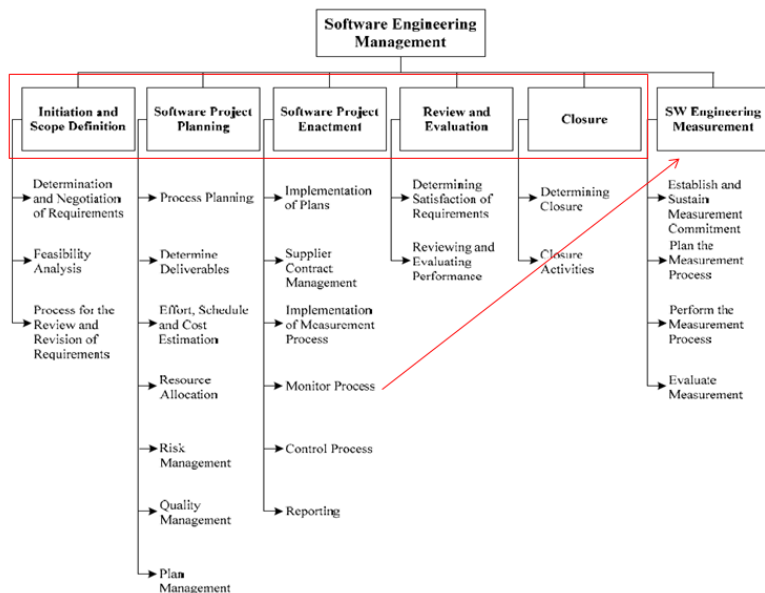 Software Engineering
Management
Initiation and
Scope Definition
Software Project
Planning
Software Project
Enactment
Review and
Evaluation
Closure
SW Engineering
Measurement
Determination
and Negotiation
of Requirements
Feasibility
Analysis
Process for the
Review and
Revision of
Requirements
Process Planning
Determine
Deliverables
Effort, Schedule
and Cost
Estimation
Resource
Allocation
Risk
Management
Quality
Management
Plan
Management
Implementation
of Plans
Supplier
Contract
Management
Implementation
of Measurement
Process
Monitor Process
Control Process
Reporting
Determining
Satisfaction of
Requirements
Reviewing and
Evaluating
Performance
Determining
Closure
Closure
Activities
Establish and
Sustain
Measurement
Commitment
Plan the
Measurement
Process
Perform the
Measurement
Process
Evaluate
Measurement